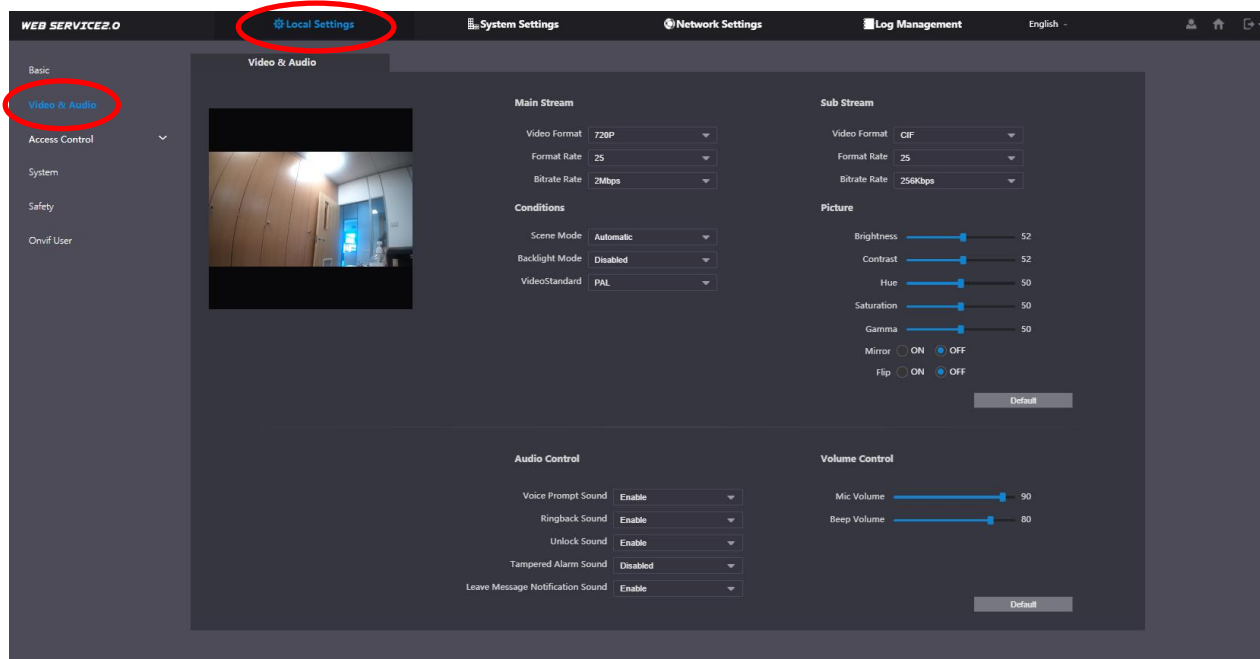 WEB SERVICE2.0 Local Settings System Settings Network Settings Log Management English
Basic
Video & Audio
Access Control
System
Safety
Onvif User
Video & Audio
Main Stream
Video Format 720P
Format Rate 25
Bitrate Rate 2Mbps
Sub Stream
Video Format CIF
Format Rate 25
Bitrate Rate 256Kbps
Conditions
Scene Mode Automatic
Backlight Mode Disabled
VideoStandard PAL
Picture
Brightness 52
Contrast 52
Hue 50
Saturation 50
Gamma 50
Mirror ON OFF
Flip ON OFF
Default
Audio Control
Voice Prompt Sound Enable
Ringback Sound Enable
Unlock Sound Enable
Tampered Alarm Sound Disabled
Leave Message Notification Sound Enable
Volume Control
Mic Volume 90
Beep Volume 80
Default